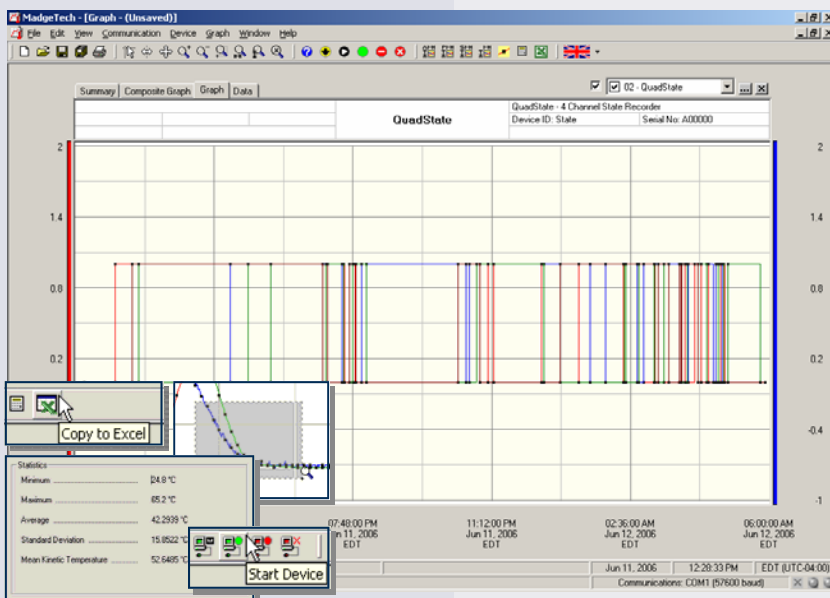 MadgeTech - [Graph - (Unsaved)]
File Edit View Communication Device Graph Window Help
Summary Composite Graph Graph Data
02 - QuadState
QuadState
QuadState - 4 Channel State Recorder
Device ID: State Serial No: A00000
2 2
1.4 1.4
0.8 0.8
0.2 0.2
-0.4
-1
Copy to Excel
Statistics
Minimum 24.8 °C
Maximum 65.2 °C
Average 42.2939 °C
Standard Deviation 15.8522 °C
Mean Kinetic Temperature 52.6485 °C
Start Device
07:48:00 PM 11:12:00 PM 02:36:00 AM 06:00:00 AM
n 11, 2006 Jun 11, 2006 Jun 12, 2006 Jun 12, 2006
EDT EDT EDT EDT
Jun 11, 2006 12:28:33 PM EDT (UTC-04:00)
Communications: COM1 (57600 baud)